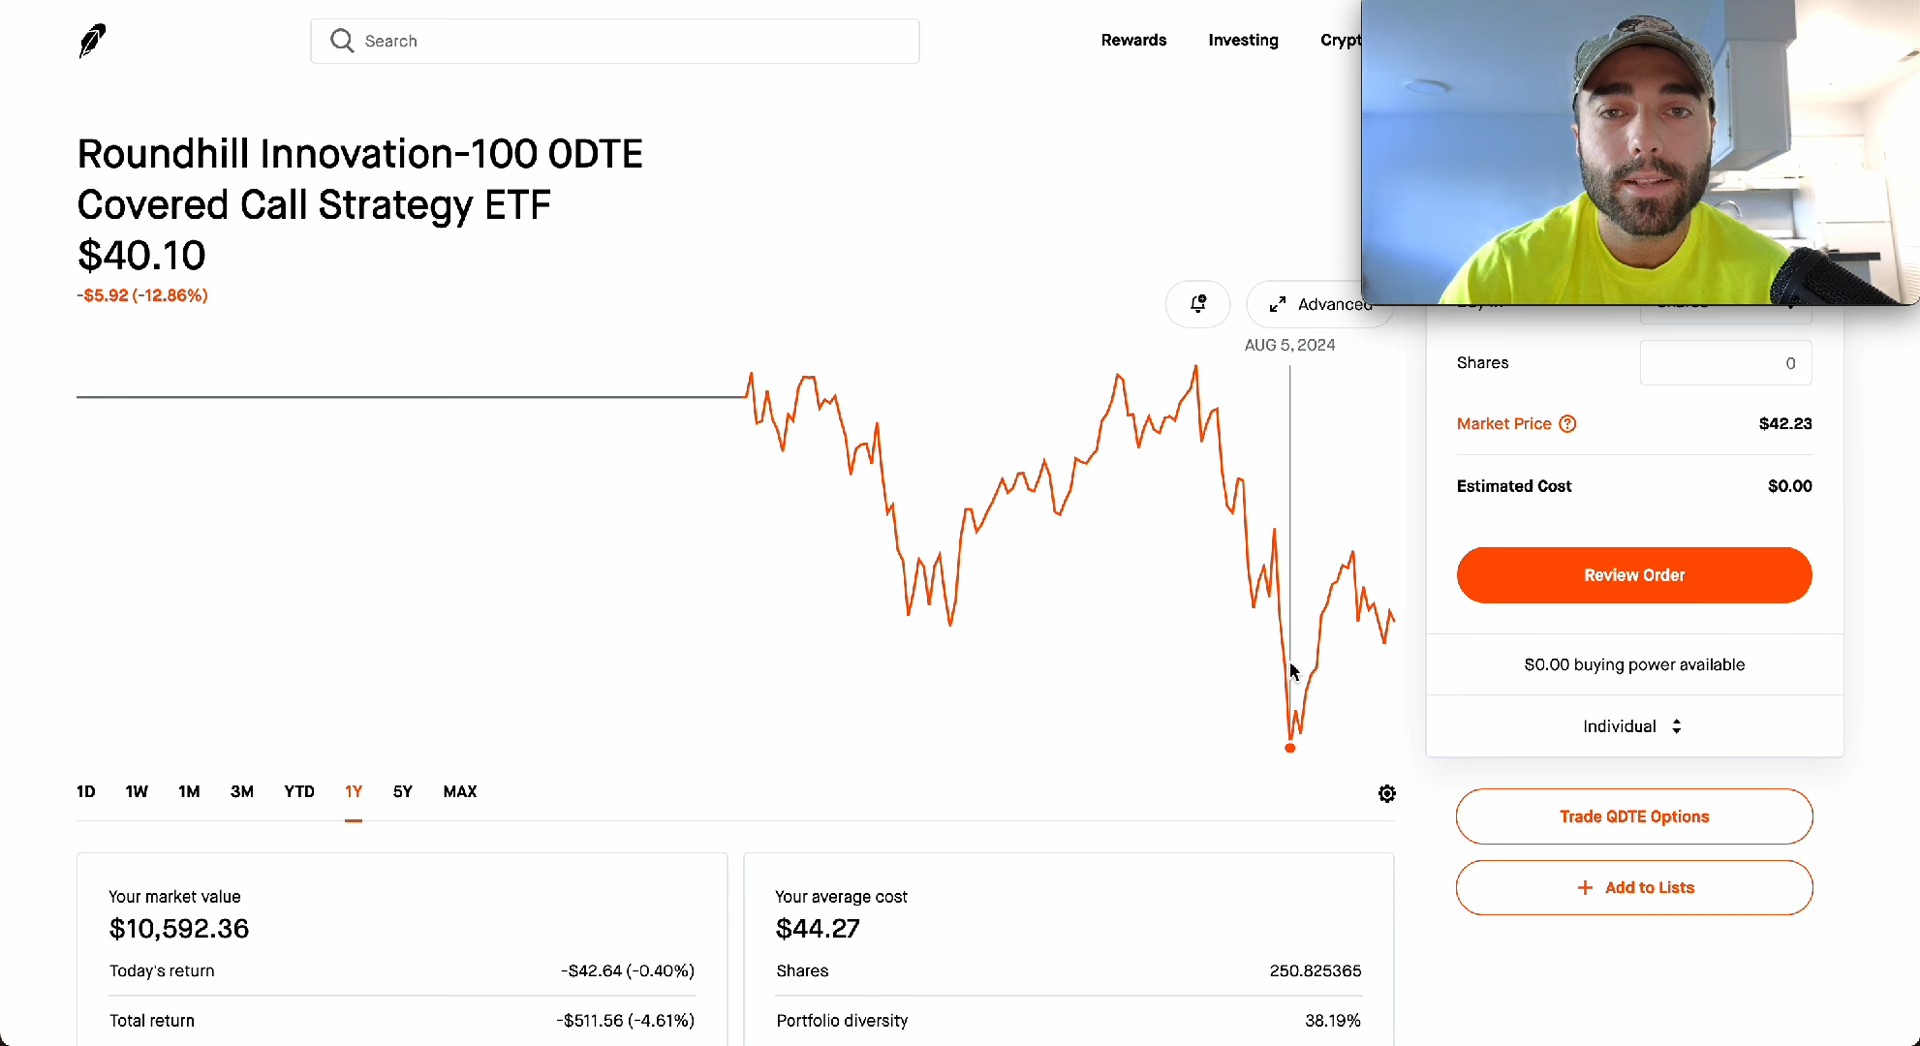 Search
Rewards
Investing
Crypt
Roundhill Innovation-100 0DTE
Covered Call Strategy ETF
$40.10
-$5.92 (-12.86%)
Advanced
AUG 5, 2024
Shares
0
Market Price
$42.23
Estimated Cost
$0.00
Review Order
$0.00 buying power available
Individual
1D 1W 1M 3M YTD 1Y 5Y MAX
Trade QDTE Options
+ Add to Lists
Your market value
$10,592.36
Today's return -$42.64 (-0.40%)
Total return -$511.56 (-4.61%)
Your average cost
$44.27
Shares 250.825365
Portfolio diversity 38.19%